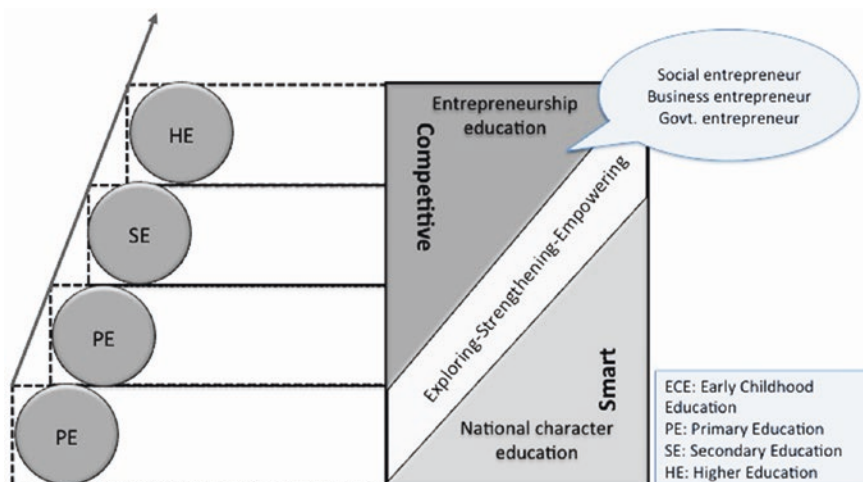 Social entrepreneur
Business entrepreneur
Govt. entrepreneur
Entrepreneurship
education
Competitive
HE
SE
Exploring-Strengthening-Empowering
PE
Smart
PE
National character
education
ECE: Early Childhood
Education
PE: Primary Education
SE: Secondary Education
HE: Higher Education